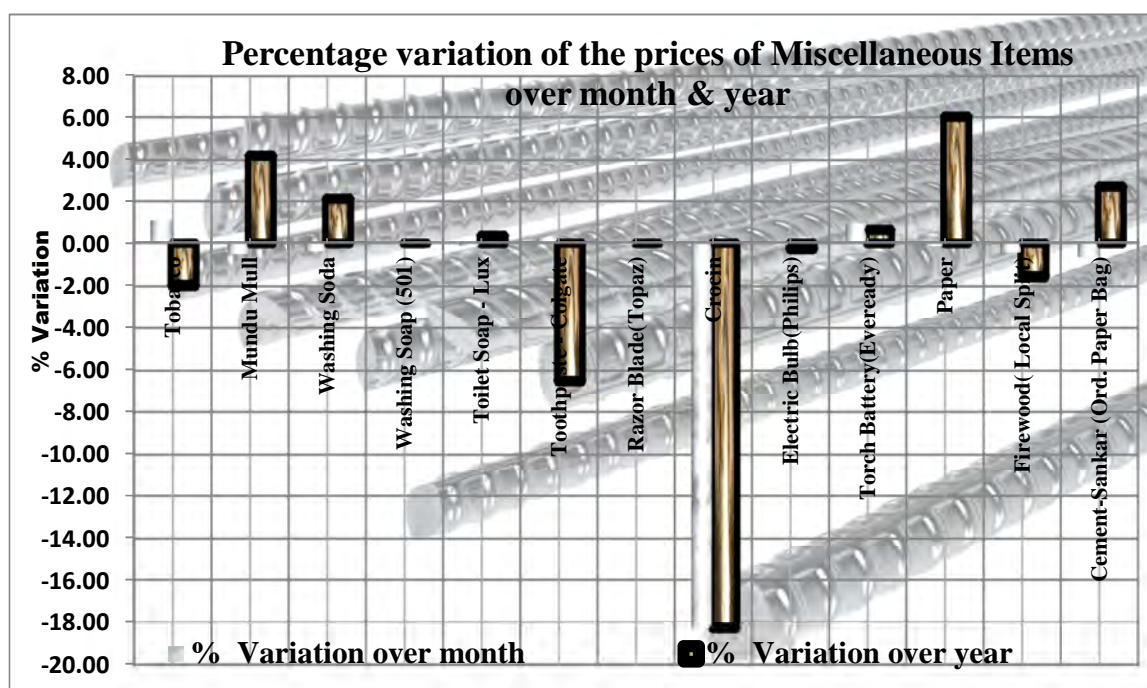 Percentage variation of the prices of Miscellaneous Items
over month & year
% Variation
8.00
6.00
4.00
2.00
0.00
-2.00
-4.00
-6.00
-8.00
-10.00
-12.00
-14.00
-16.00
-18.00
-20.00
Tobacco
Mundu Mull
Washing Soda
Washing Soap (501)
Toilet Soap - Lux
Toothpaste - Colgate
Razor Blade(Topaz)
Crocin
Electric Bulb(Philips)
Torch Battery(Eveready)
Paper
Firewood( Local Split)
Cement-Sankar (Ord.Paper Bag)
% Variation over month
% Variation over year